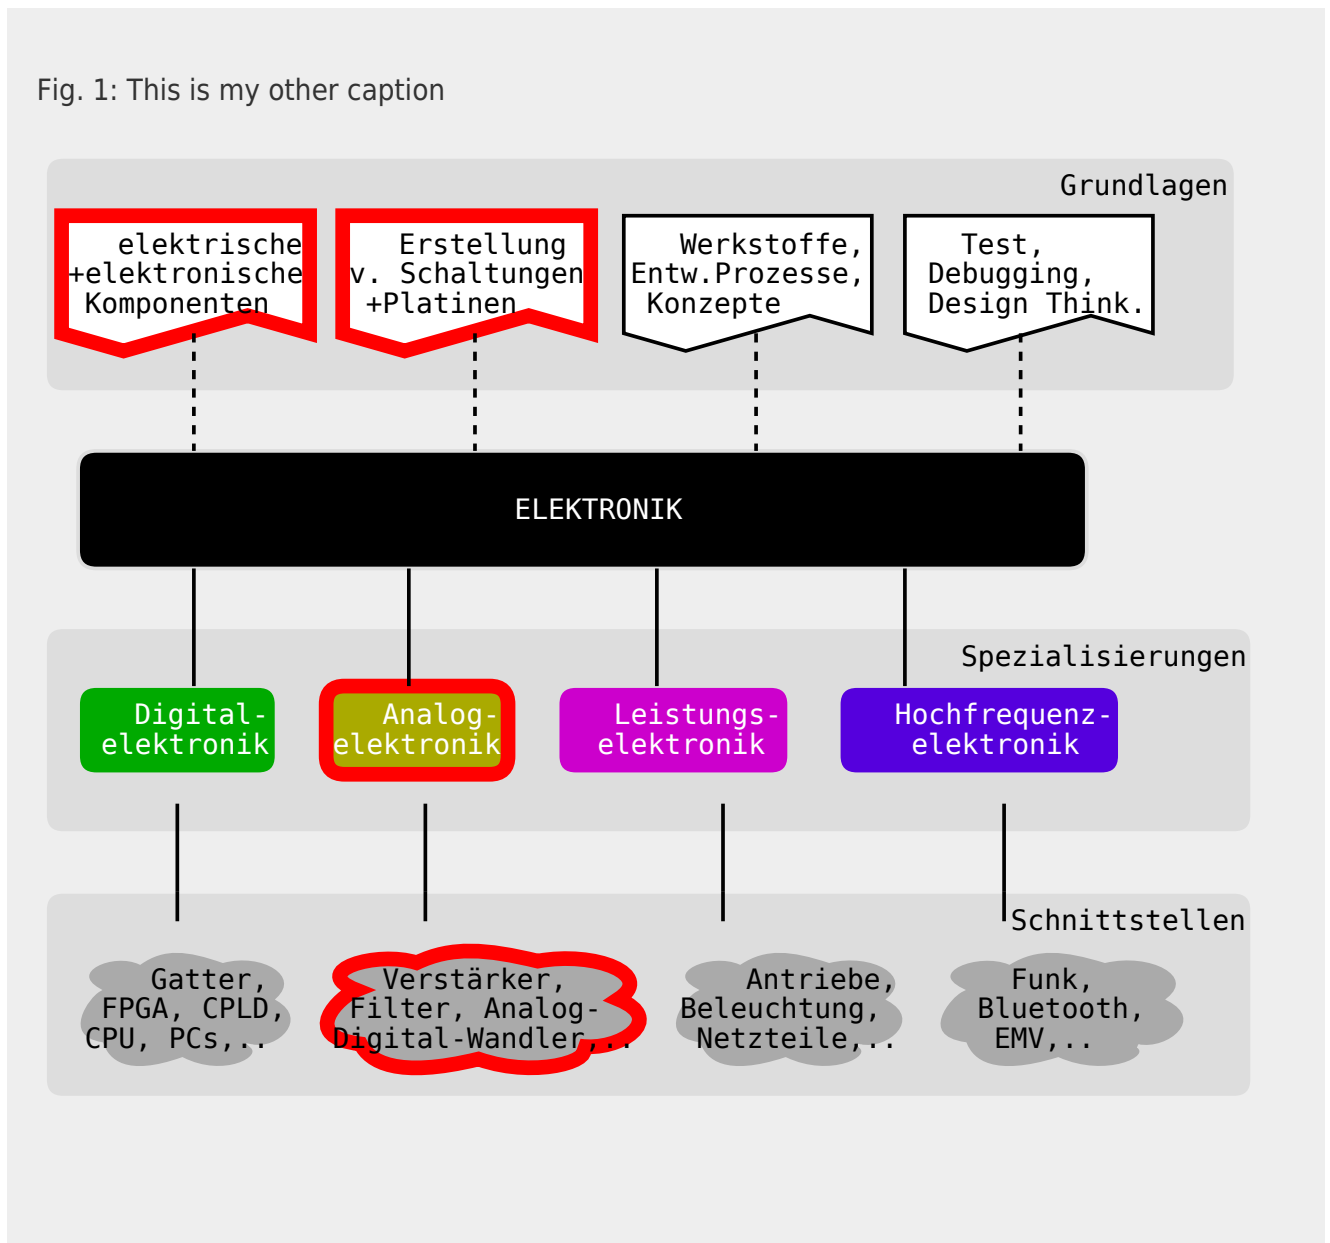 Fig. 1: This is my other caption
Grundlagen
elektrische
+elektronische
Komponenten
Erstellung
v. Schaltungen
+Platinen
Werkstoffe,
Entw.Prozesse,
Konzepte
Test,
Debugging,
Design Think.
ELEKTRONIK
Spezialisierungen
Digital-
elektronik
Analog-
elektronik
Leistungs-
elektronik
Hochfrequenz-
elektronik
Schnittstellen
Gatter,
FPGA, CPLD,
CPU, PCs,..
Verstärker,
Filter, Analog-
Digital-Wandler,..
Antriebe,
Beleuchtung,
Netzteile,..
Funk,
Bluetooth,
EMV,..